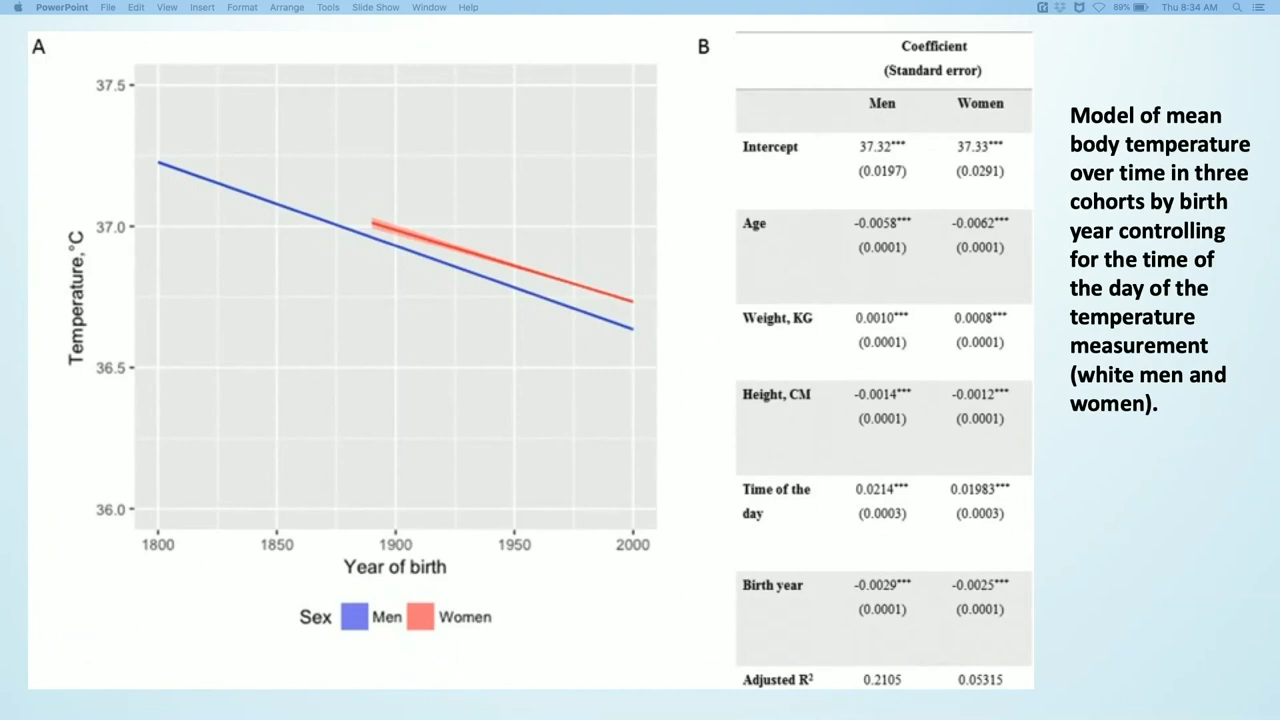 PowerPoint File Edit View Insert Format Arrange Tools Slide Show Window Help 89% Thu 8:34 AM
A
37.5
37.0
36.5
36.0
Temperature,°C
1800 1850 1900 1950 2000
Year of birth
Sex Men Women
B
Coefficient
(Standard error)
Men Women
Intercept 37.32*** 37.33***
(0.0197) (0.0291)
Age -0.0058*** -0.0062***
(0.0001) (0.0001)
Weight, KG 0.0010*** 0.0008***
(0.0001) (0.0001)
Height, CM -0.0014*** -0.0012***
(0.0001) (0.0001)
Time of the 0.0214*** 0.01983***
day (0.0003) (0.0003)
Birth year -0.0029*** -0.0025***
(0.0001) (0.0001)
Adjusted R² 0.2105 0.05315
Model of mean
body temperature
over time in three
cohorts by birth
year controlling
for the time of
the day of the
temperature
measurement
(white men and
women).